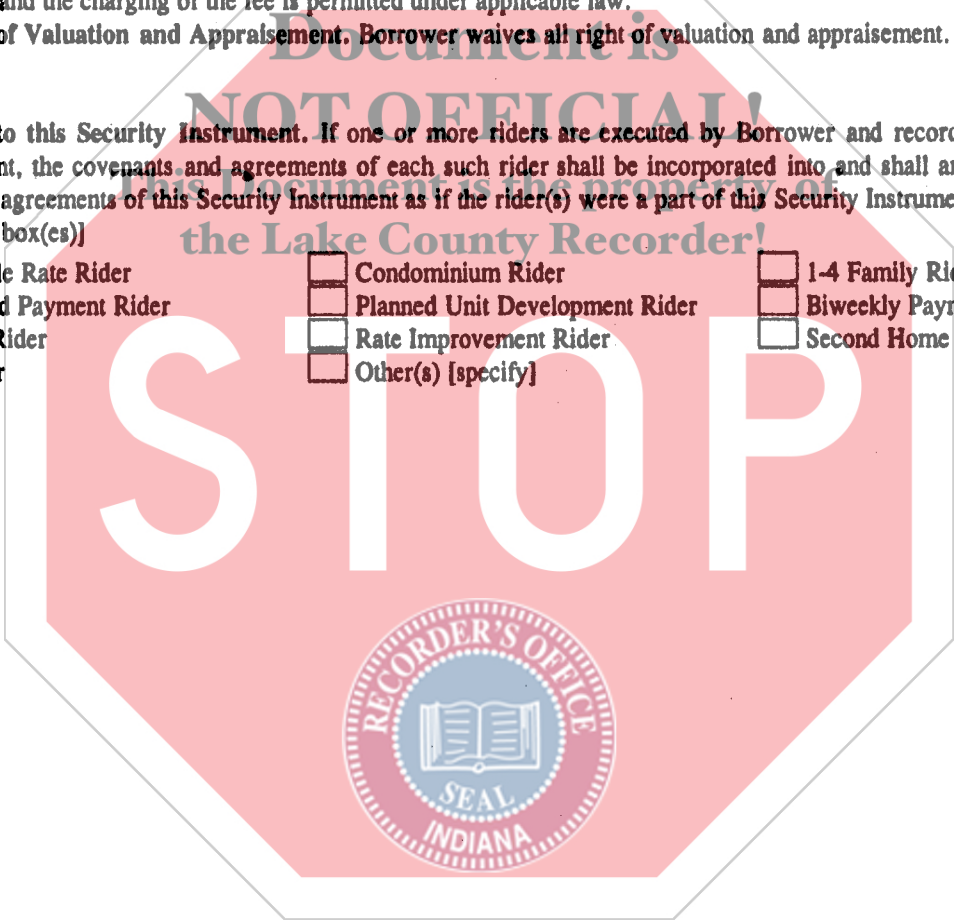 and the charging of the fee is permitted under applicable law.
of Valuation and Appraisement. Borrower waives all right of valuation and appraisement.
Document is
NOT OFFICIAL!
This Document is the property of
the Lake County Recorder!
to this Security Instrument. If one or more riders are executed by Borrower and recor
nt, the covenants and agreements of each such rider shall be incorporated into and shall a
agreements of this Security Instrument as if the rider(s) were a part of this Security Instrume
box(es)]
le Rate Rider Condominium Rider 1-4 Family Ri
d Payment Rider Planned Unit Development Rider Biweekly Payr
Rider Rate Improvement Rider Second Home
r Other(s) [specify]
STOP
RECORDER'S OFFICE
SEAL
INDIANA